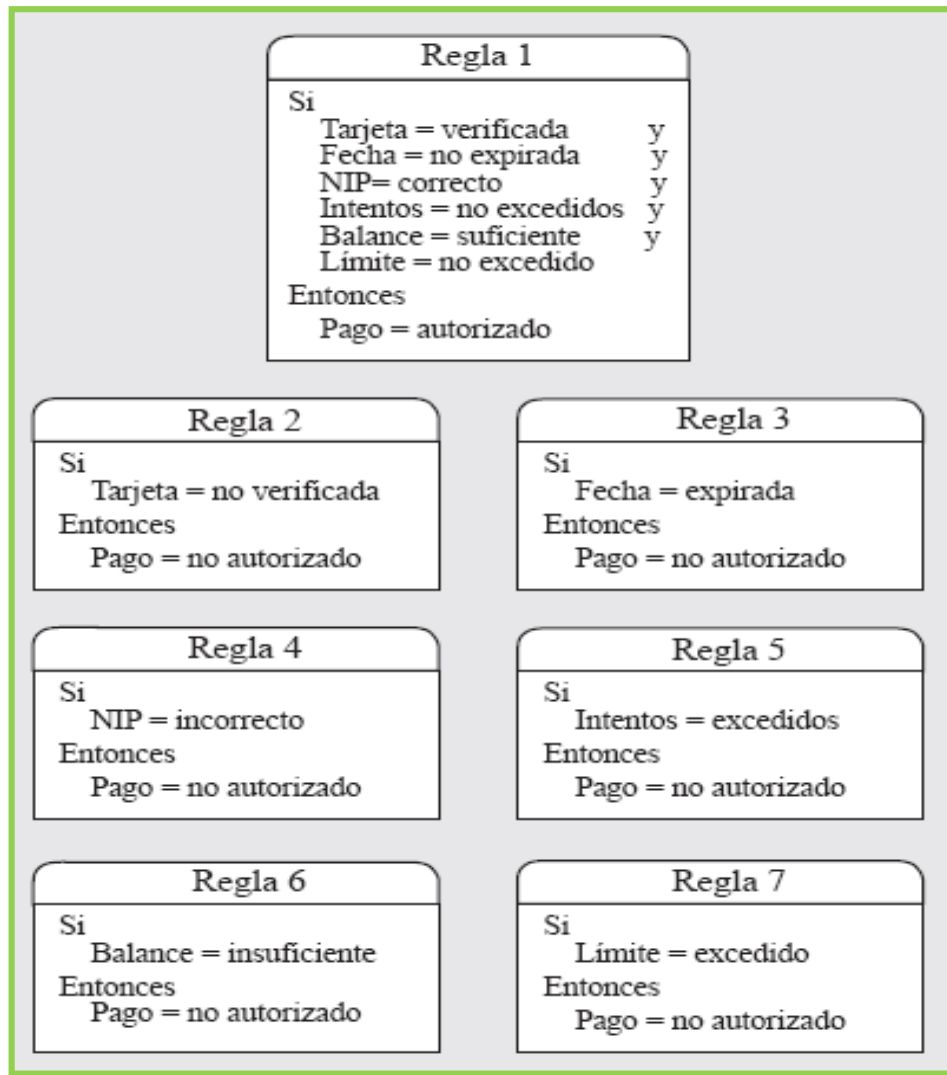 Regla 1
Si
Tarjeta = verificada y
Fecha = no expirada y
NIP= correcto y
Intentos = no excedidos y
Balance = suficiente y
Límite = no excedido
Entonces
Pago = autorizado
Regla 2
Si
Tarjeta = no verificada
Entonces
Pago = no autorizado
Regla 3
Si
Fecha = expirada
Entonces
Pago = no autorizado
Regla 4
Si
NIP = incorrecto
Entonces
Pago = no autorizado
Regla 5
Si
Intentos = excedidos
Entonces
Pago = no autorizado
Regla 6
Si
Balance = insuficiente
Entonces
Pago = no autorizado
Regla 7
Si
Límite = excedido
Entonces
Pago = no autorizado